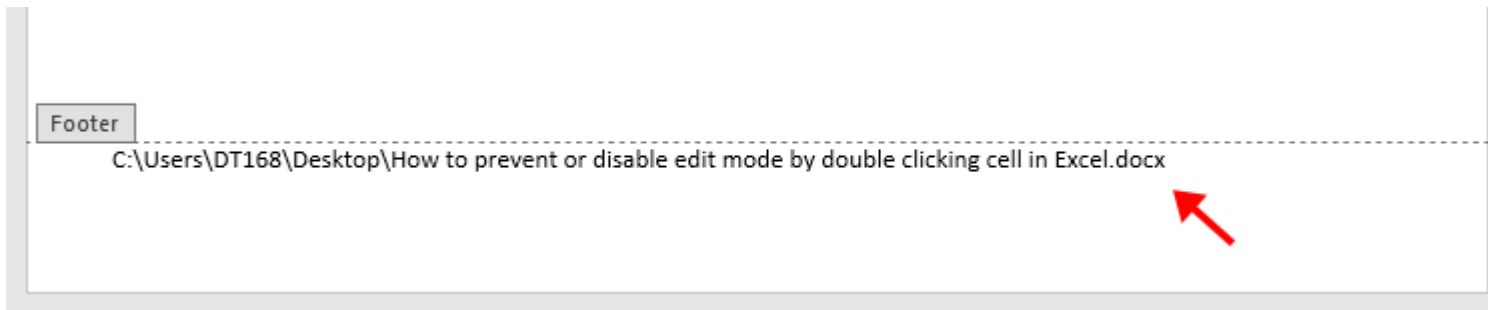 Footer
C:\Users\DT168\Desktop\How to prevent or disable edit mode by double clicking cell in Excel.docx